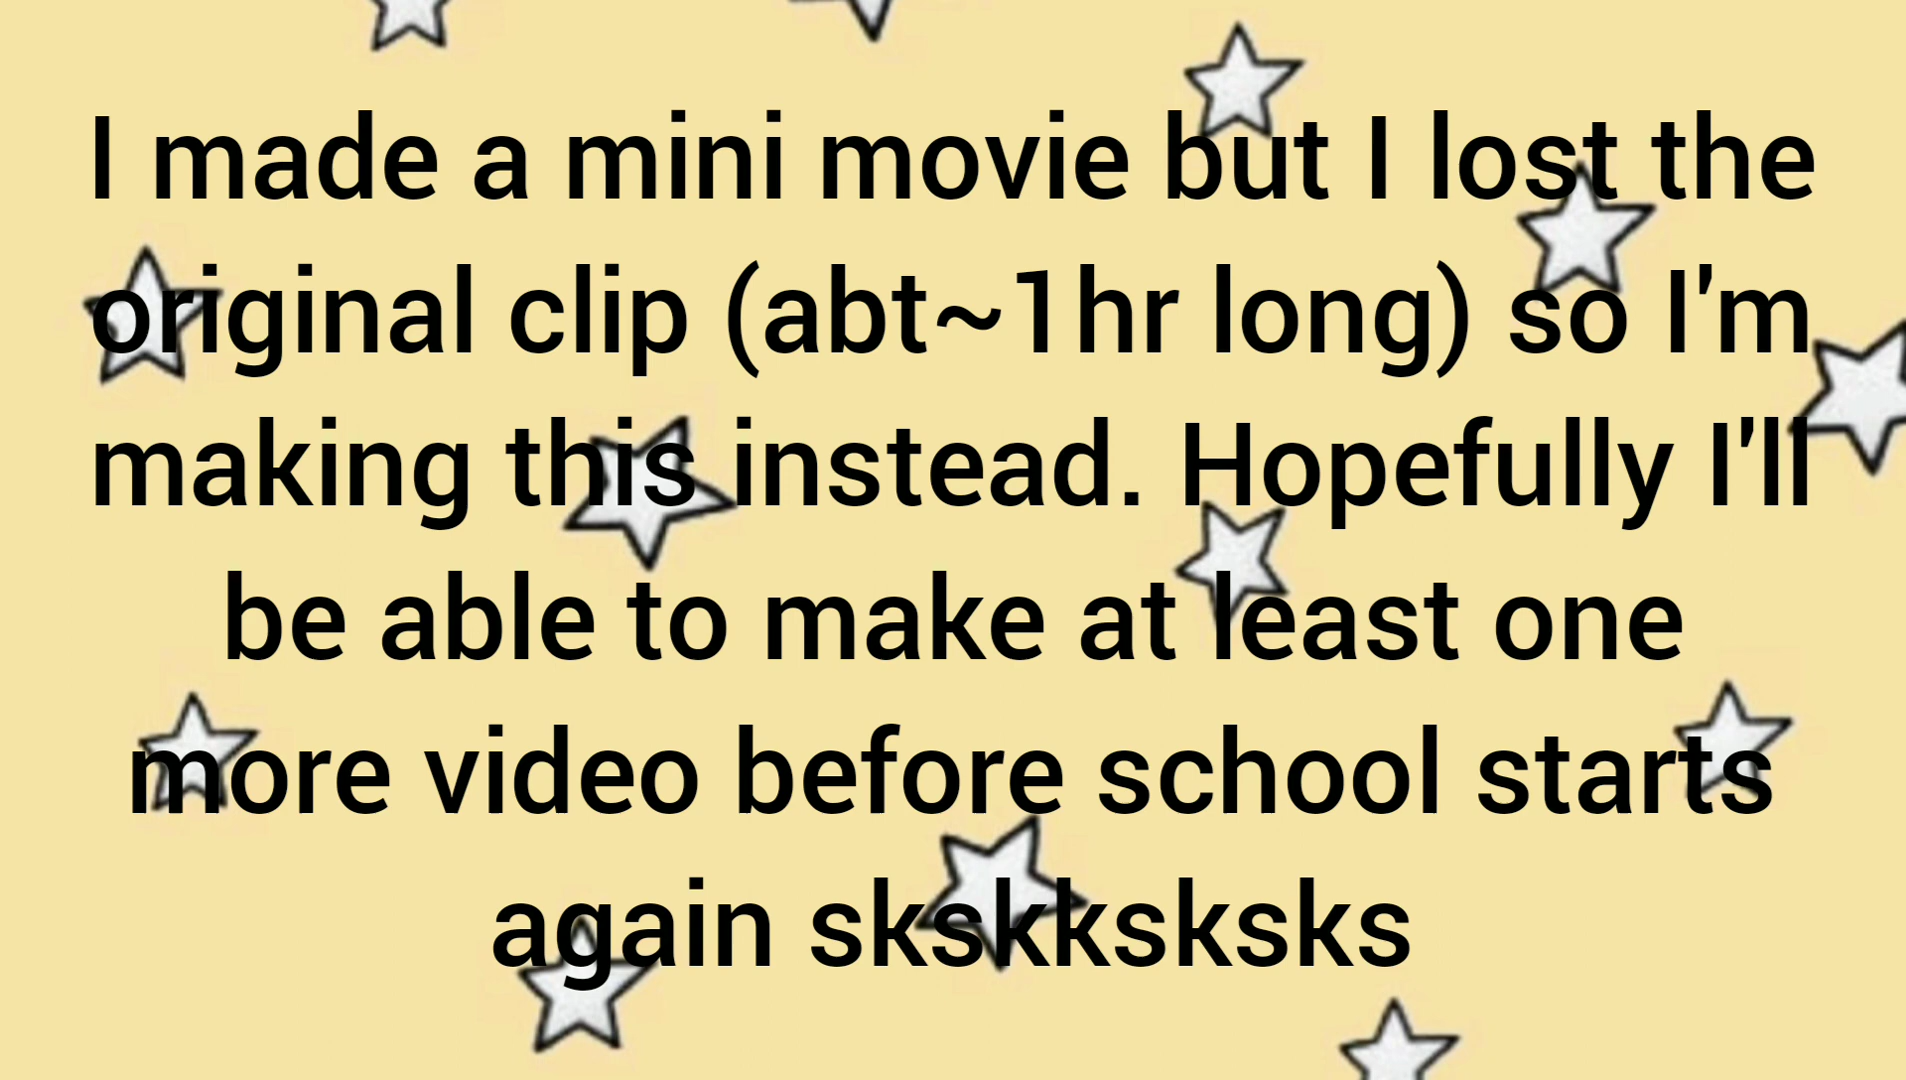 I made a mini movie but I lost the
original clip (abt~1hr long) so I'm
making this instead. Hopefully I'll
be able to make at least one
more video before school starts
again skskksksks